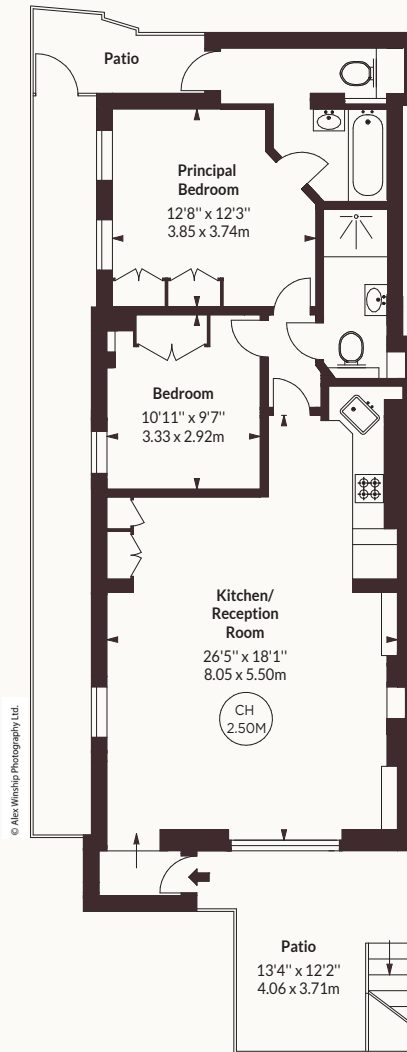 Patio
Principal
Bedroom
12'8'' x 12'3''
3.85 x 3.74m
Bedroom
10'11'' x 9'7''
3.33 x 2.92m
Kitchen/
Reception
Room
26'5'' x 18'1''
8.05 x 5.50m
CH
2.50M
© Alex Winship Photography Ltd.
Patio
13'4'' x 12'2''
4.06 x 3.71m